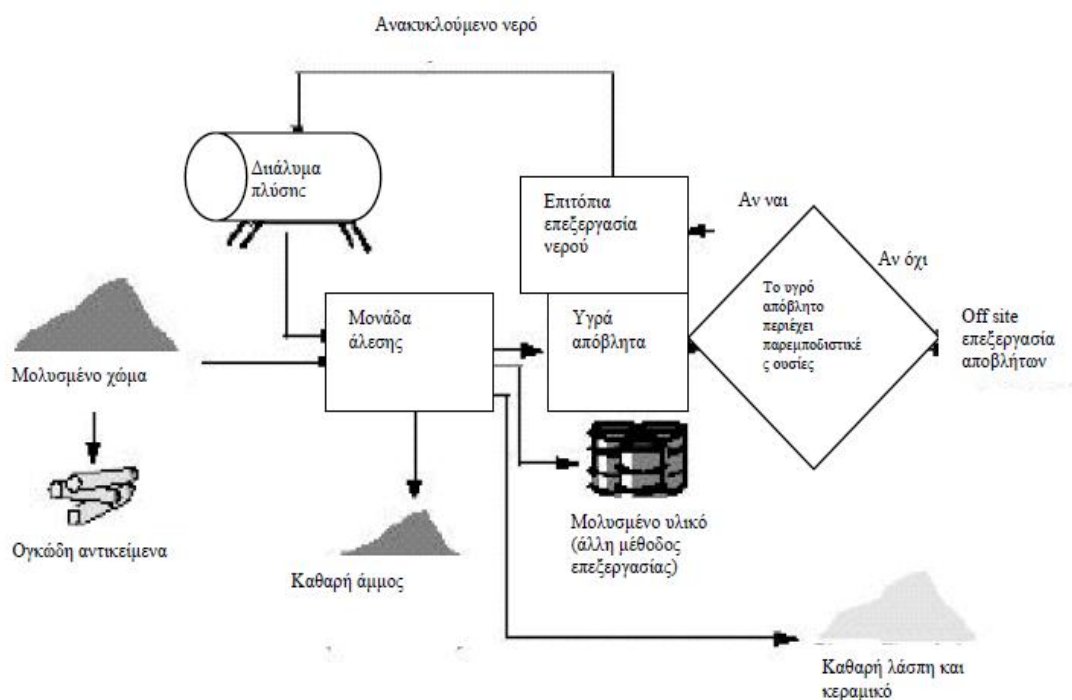 Ανακυκλούμενο νερό
Διιάλυμα
πλύσης
Επιτόπια
επεξεργασία
νερού
Αν ναι
Αν όχι
Το υγρό
απόβλητο
περιέχει
παρεμποδιστικέ
ς ουσίες
Off site
επεξεργασία
αποβλήτων
Μονάδα
άλεσης
Υγρά
απόβλητα
Μολυσμένο χώμα
Ογκώδη αντικείμενα
Καθαρή άμμος
Μολυσμένο υλικό
(άλλη μέθοδος
επεξεργασίας)
Καθαρή λάσπη και
κεραμικό